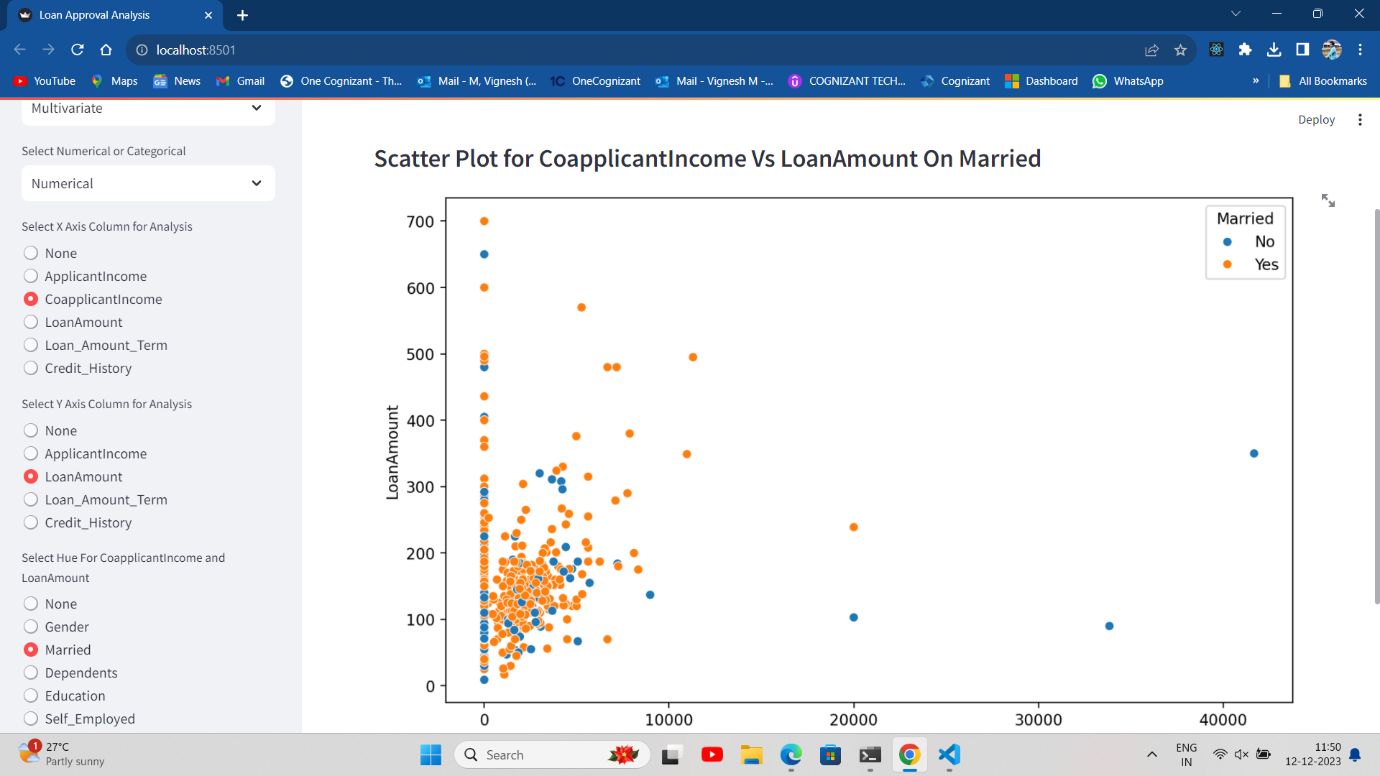 Loan Approval Analysis
localhost:8501
YouTube
Maps
News
Gmail
One Cognizant - Th...
Mail - M, Vignesh (...
OneCognizant
Mail - Vignesh M -...
COGNIZANT TECH...
Cognizant
Dashboard
WhatsApp
»
All Bookmarks
Multivariate
Select Numerical or Categorical
Numerical
Select X Axis Column for Analysis
None
ApplicantIncome
CoapplicantIncome
LoanAmount
Loan_Amount_Term
Credit_History
Select Y Axis Column for Analysis
None
ApplicantIncome
LoanAmount
Loan_Amount_Term
Credit_History
Select Hue For CoapplicantIncome and
LoanAmount
None
Gender
Married
Dependents
Education
Self_Employed
Deploy
Scatter Plot for CoapplicantIncome Vs LoanAmount On Married
Married
No
Yes
LoanAmount
700
600
500
400
300
200
100
0
0
10000
20000
30000
40000
1
27°C
Partly sunny
Search
ENG
IN
11:50
12-12-2023